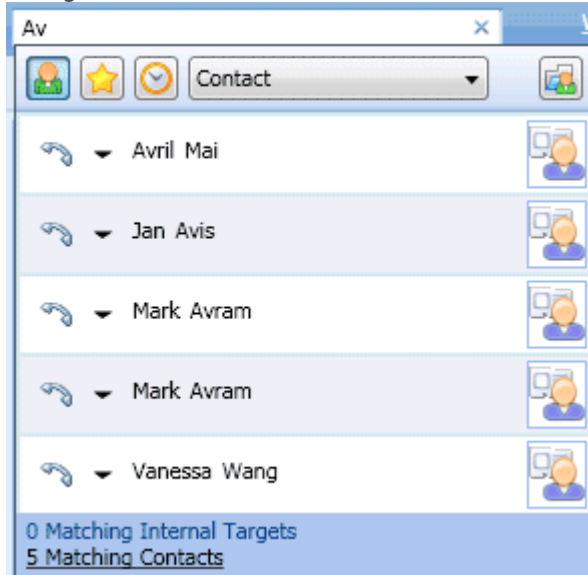 Av
Contact
Avril Mai
Jan Avis
Mark Avram
Mark Avram
Vanessa Wang
0 Matching Internal Targets
5 Matching Contacts